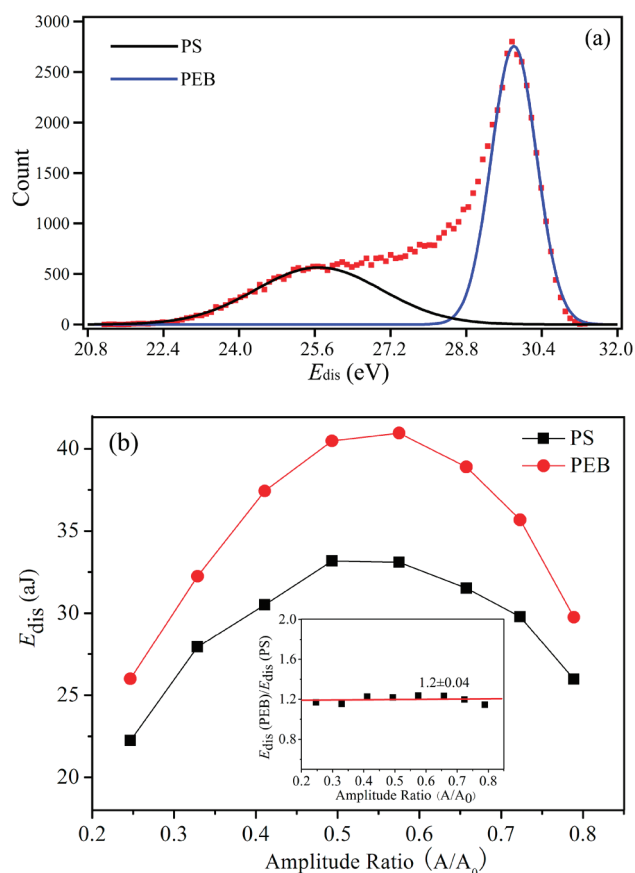 (a)
PS
PEB
3000
2500
2000
1500
1000
500
0
Count
20.8 22.4 24.0 25.6 27.2 28.8 30.4 32.0
Edis (eV)
(b)
PS
PEB
40
35
30
25
20
Edis (aJ)
2.0
1.6
1.2
0.8
1.2±0.04
Edis (PEB)/Edis (PS)
0.2 0.3 0.4 0.5 0.6 0.7 0.8
Amplitude Ratio (A/A0)
0.2 0.3 0.4 0.5 0.6 0.7 0.8
Amplitude Ratio (A/A0)